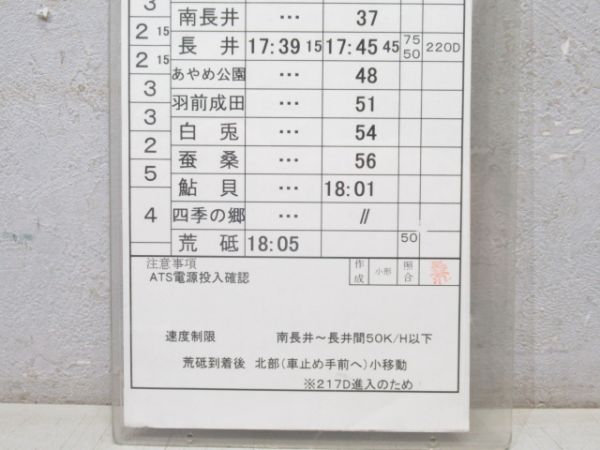 3
南長井 … 37
2 15
長井 17:39 15 17:45 45 75 50 220D
2 15
あやめ公園 … 48
3
羽前成田 … 51
3
白兎 … 54
2
蚕桑 … 56
5
鮎貝 … 18:01
4
四季の郷 … 〃
荒砥 18:05 50
注意事項 作成 小形 照合
ATS電源投入確認
速度制限 南長井～長井間50K/H以下
荒砥到着後 北部(車止め手前へ)小移動
※217D進入のため